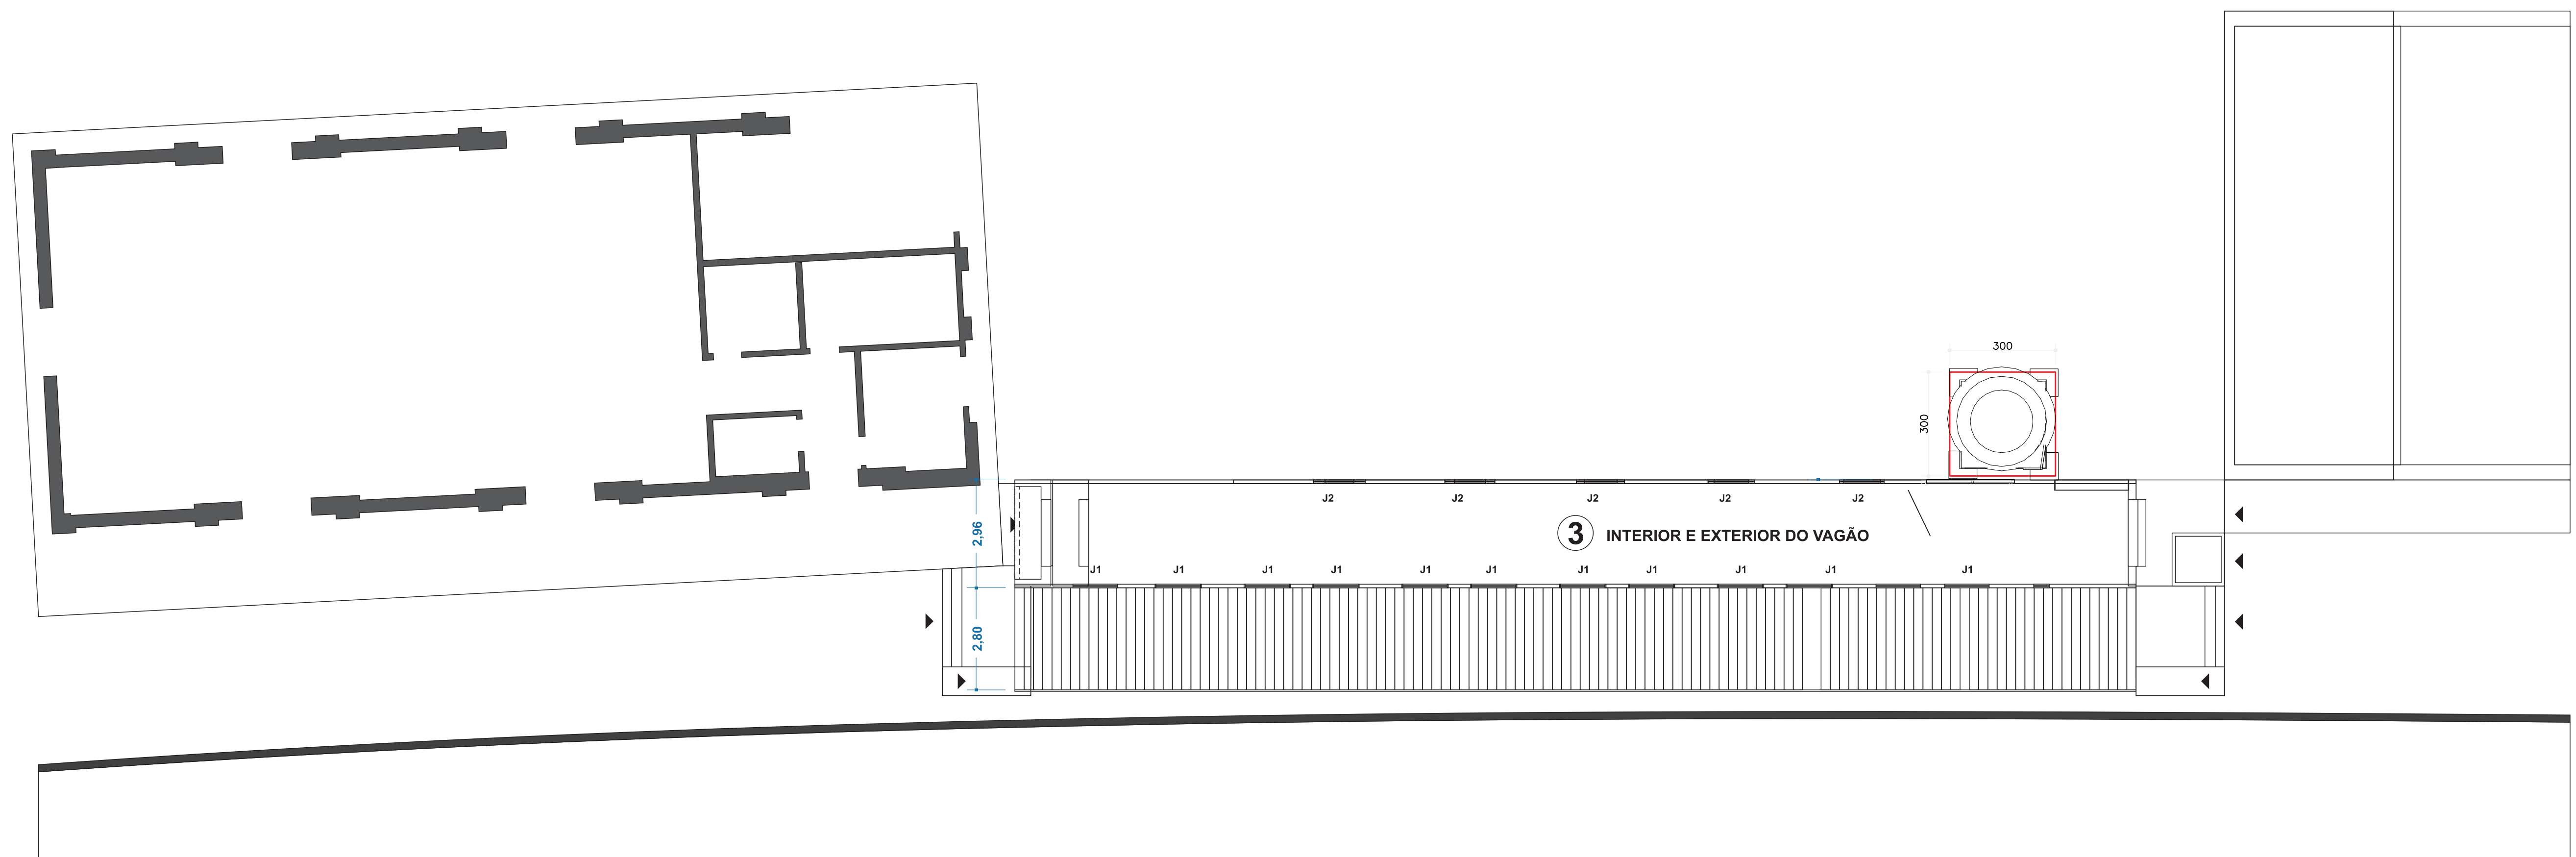 300
300
J2 J2 J2 J2 J2
2,96
3 INTERIOR E EXTERIOR DO VAGÃO
J1 J1 J1 J1 J1 J1 J1 J1 J1 J1 J1
2,80